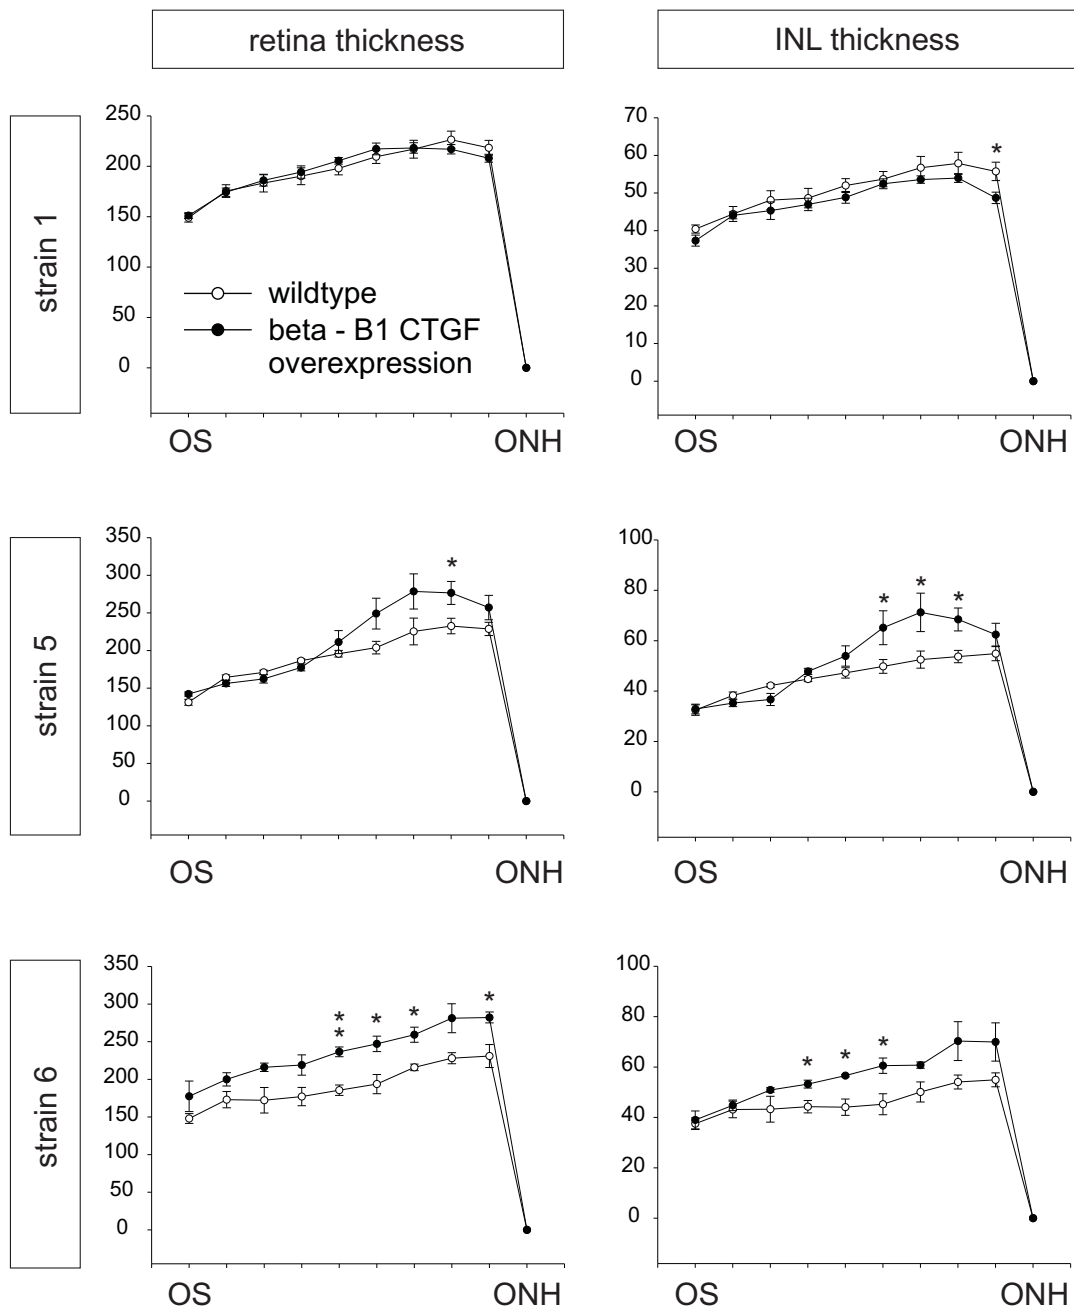 retina thickness
INL thickness
strain 1
250
200
150
100
50
0
wildtype
beta - B1 CTGF
overexpression
OS
ONH
70
60
50
40
30
20
10
0
*
OS
ONH
strain 5
350
300
250
200
150
100
50
0
*
OS
ONH
100
80
60
40
20
0
* * *
OS
ONH
strain 6
350
300
250
200
150
100
50
0
* * * *
*
OS
ONH
100
80
60
40
20
0
* * *
OS
ONH